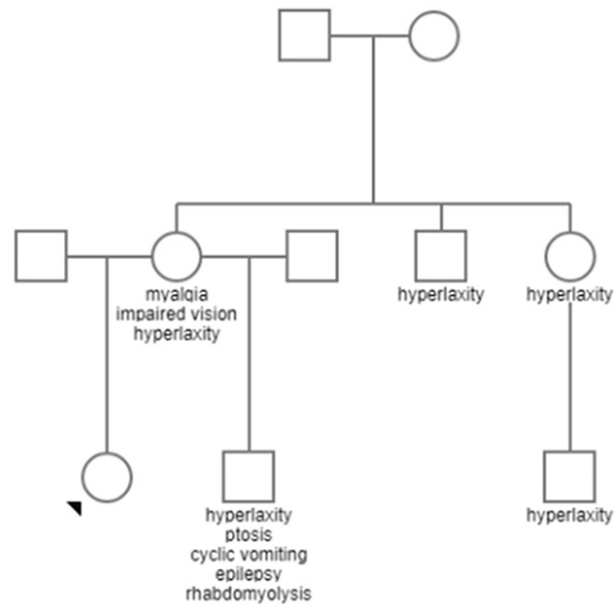 myalgia
impaired vision
hyperlaxity
hyperlaxity
hyperlaxity
hyperlaxity
ptosis
cyclic vomiting
epilepsy
rhabdomyolysis
hyperlaxity